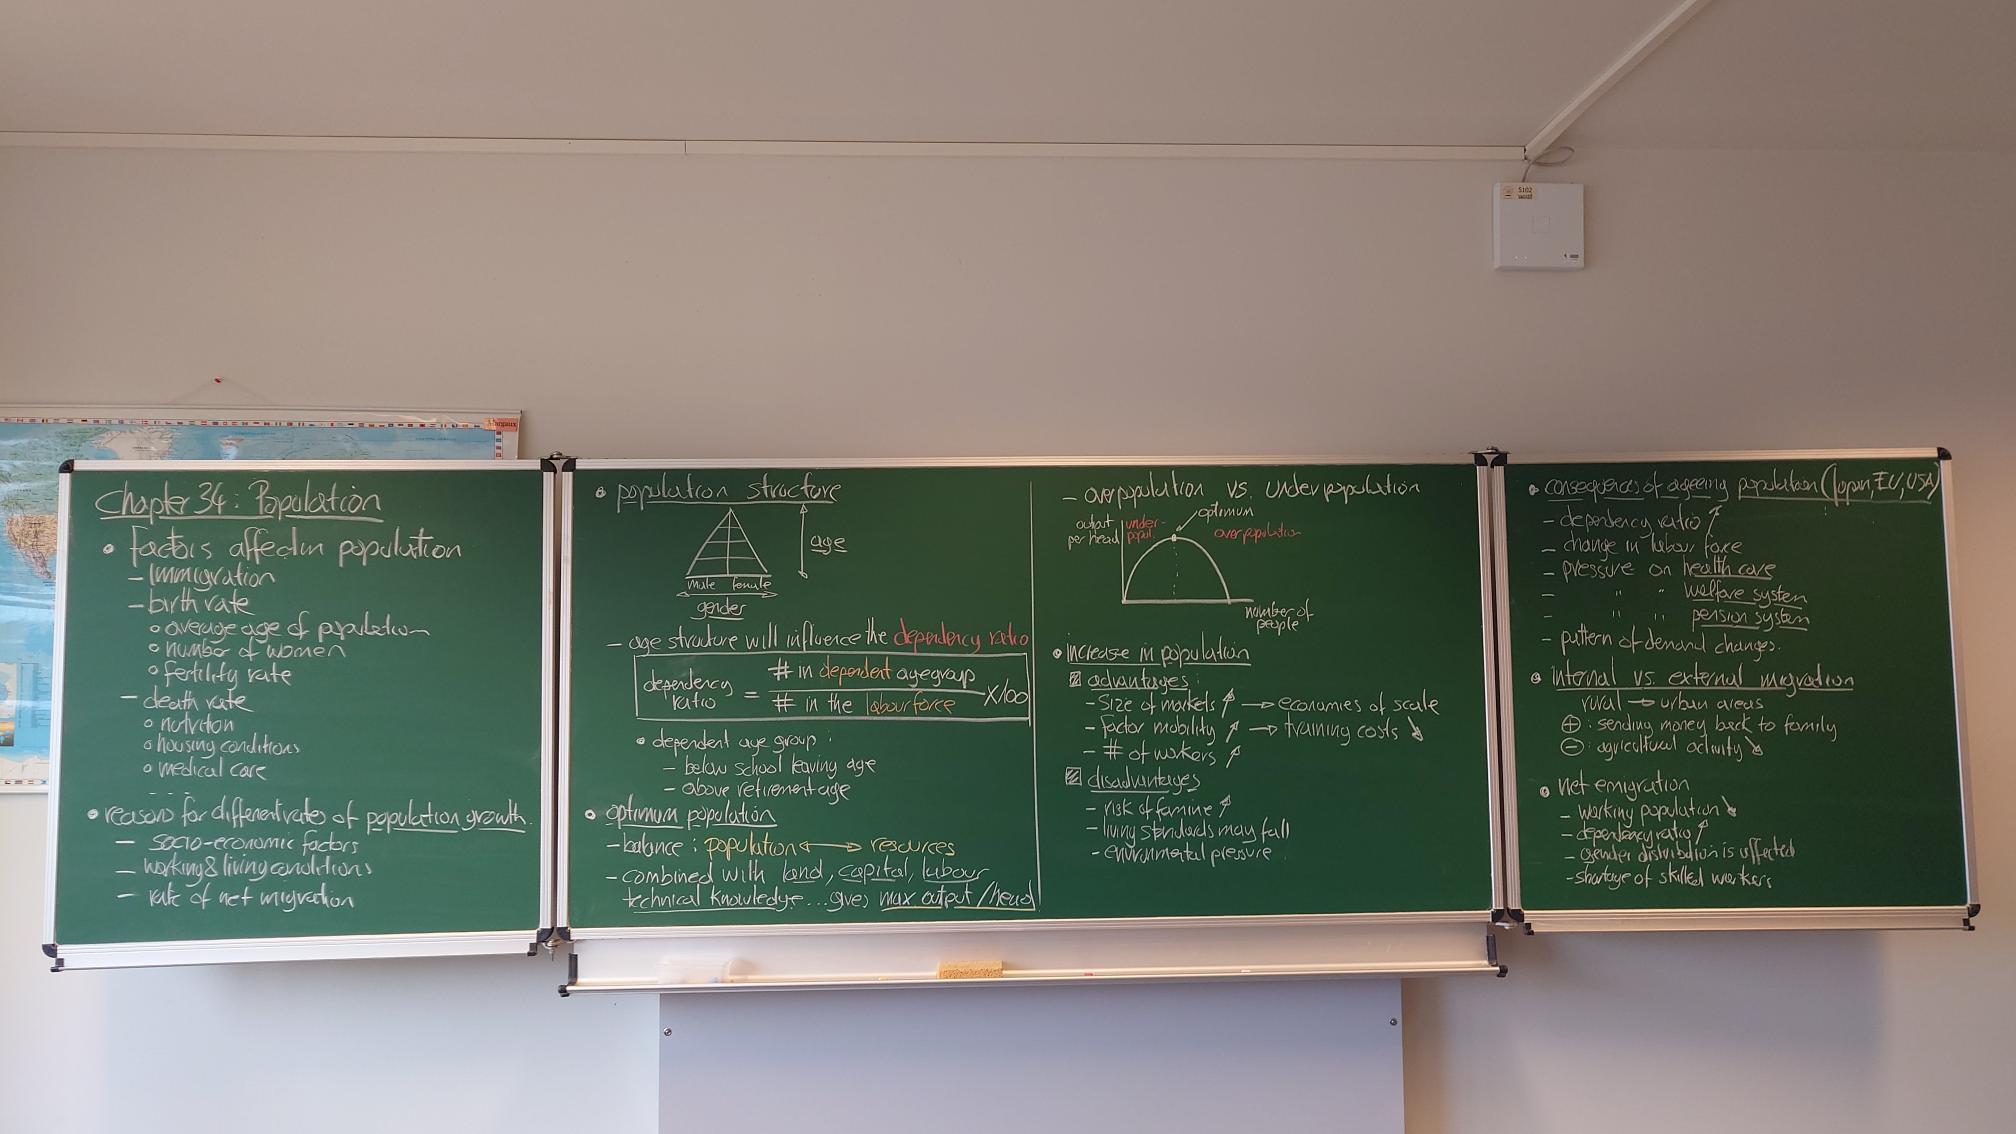 Chapter 34: Population
• Factors affectin population
- Immigration
- birth rate
o average age of population
o number of women
o fertility rate
- death rate
o nutriton
o housing conditions
o medical care
...
• reasons for different rates of population growth.
- socio-economic factors
- working & living conditions
- rate of net migration
• population structure
age
male female
gender
- age structure will influence the dependency ratio
dependency ratio = # in dependent age group / # in the labour force X100
• dependent age group:
- below school leaving age
- above retirement age
• optimum population
- balance: population ↔ resources
- combined with land, capital, labour
technical knowledge... gives max output/head
- overpopulation vs. underpopulation
optimum
output per head
under-popul.
overpopulation
number of people
• increase in population
advantages:
- size of markets ↑ → economies of scale
- factor mobility ↑ → training costs ↘
- # of workers ↑
disadvantages
- risk of famine ↑
- living standards may fall
- environmental pressure
• consequences of ageeing population (Japan, EU, USA)
- dependency ratio ↑
- change in labour force
- pressure on health care
- " " welfare system
- " " pension system
- pattern of demand changes.
• internal vs. external migration
rural → urban areas
⊕: sending money back to family
⊖: agricultural activity ↘
• net emigration
- working population ↘
- dependency ratio ↑
- gender distribution is affected
- shortage of skilled workers
Margaux
5102